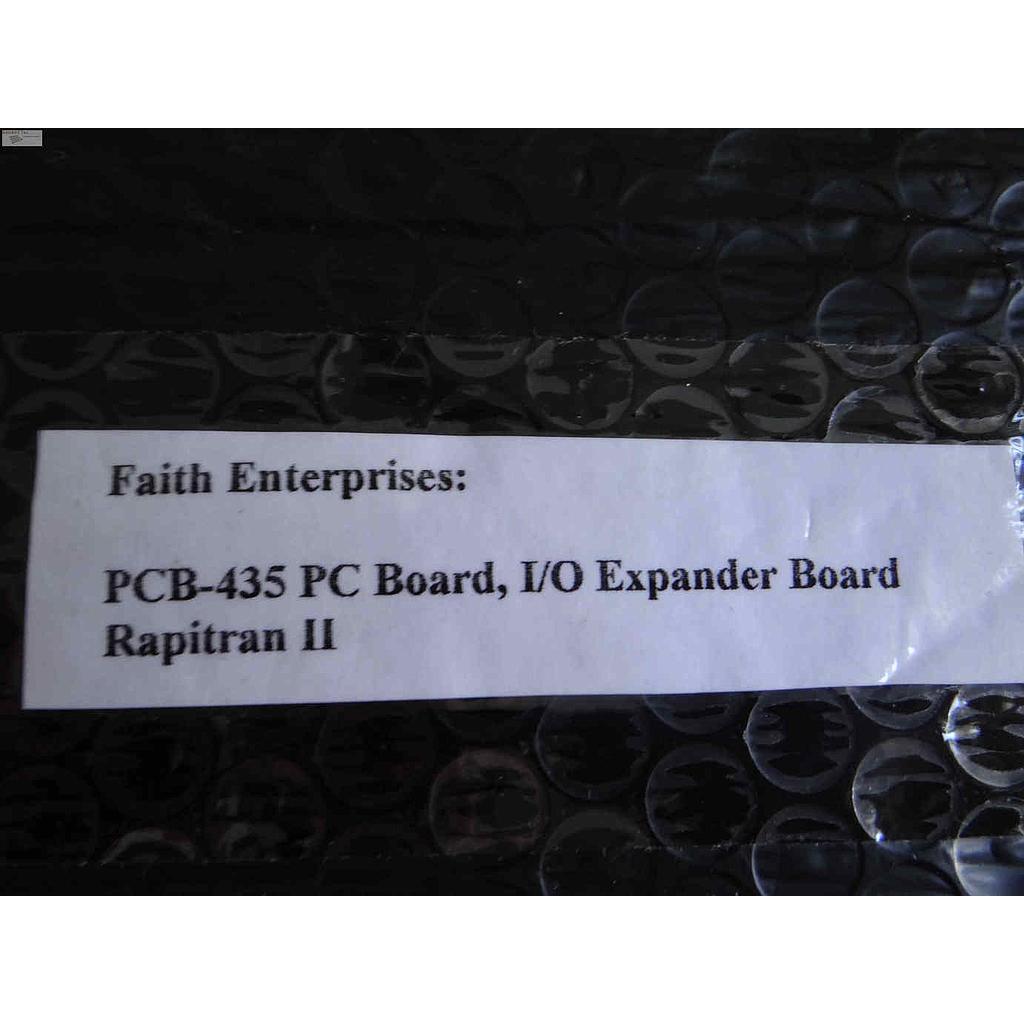 Faith Enterprises:
PCB-435 PC Board, I/O Expander Board
Rapitran II